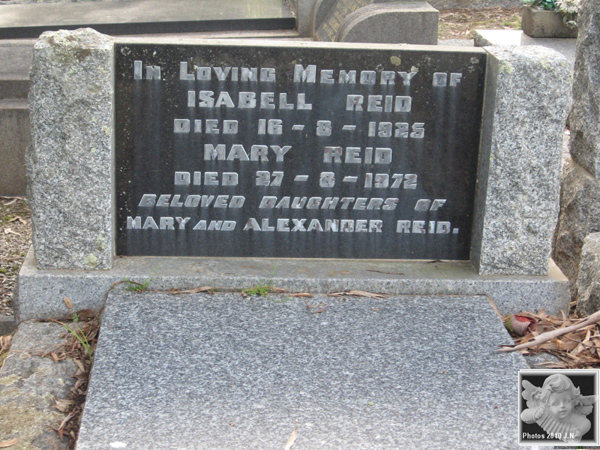 In Loving Memory of
ISABELL REID
DIED 16 - 8 - 1925
MARY REID
DIED 27 - 8 - 1972
BELOVED DAUGHTERS OF
MARY AND ALEXANDER REID.
Photos 2010 J.N